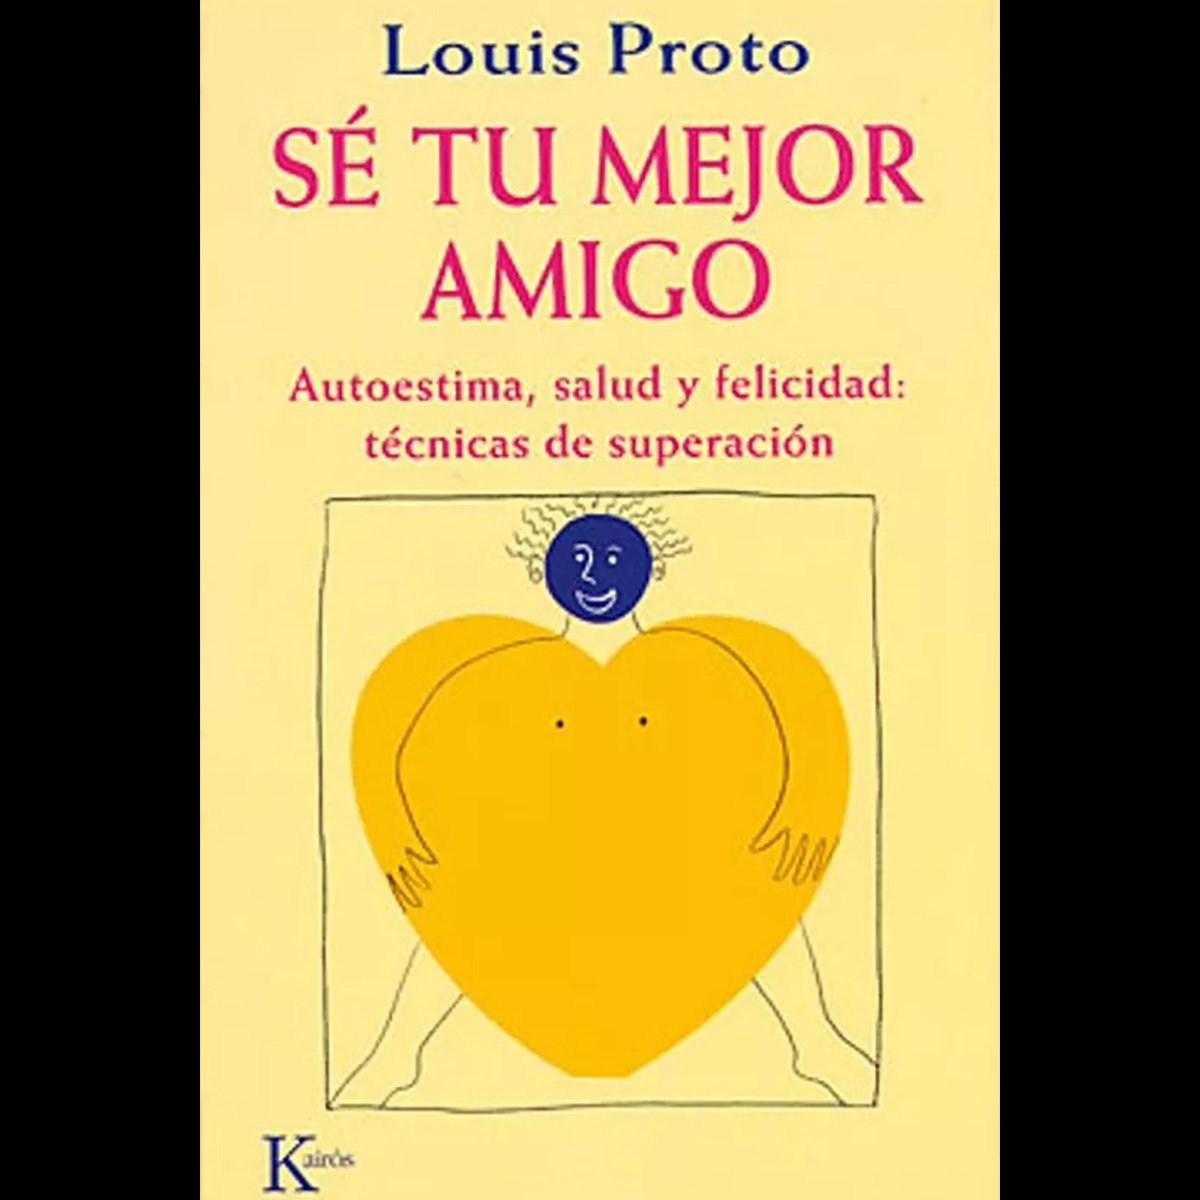 Louis Proto
SÉ TU MEJOR
AMIGO
Autoestima, salud y felicidad:
técnicas de superación
Kairós